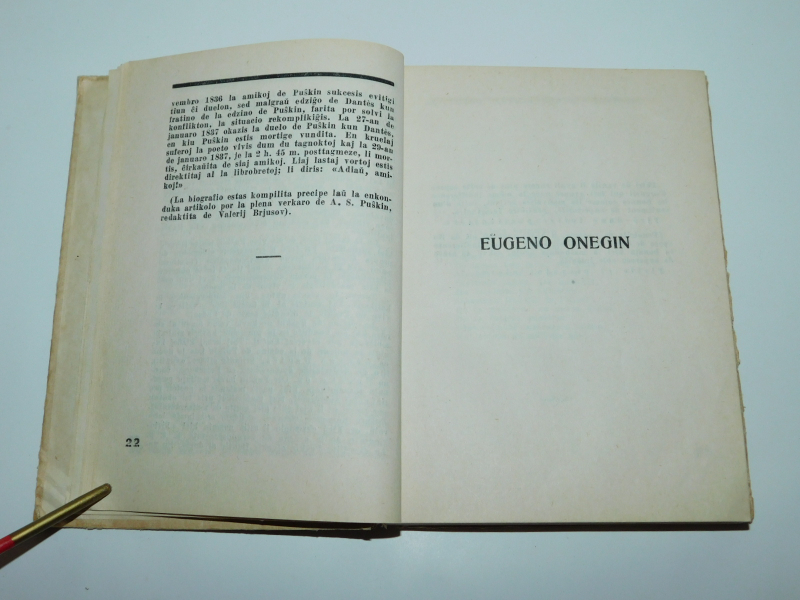 vembro 1836 la amikoj de Puŝkin sukcesis evitigi
tiun ĉi duelon, sed malgraŭ edziĝo de Dantés kun
fratino de la edzino de Puŝkin, farita por solvi la
konflikton, la situacio rekomplikiĝis. La 27-an de
januaro 1837 okazis la duelo de Puŝkin kun Dantés,
en kiu Puŝkin estis mortige vundita. En kruelaj
suferoj la poeto vivis dum du tagnoktoj kaj la 29-an
de januaro 1837, je la 2 h. 45 m. posttagmeze, li mor-
tis, ĉirkaŭita de siaj amikoj. Liaj lastaj vortoj estis
direktitaj al la librobretoj; li diris: «Adiaŭ, ami-
koj!»
(La biografio estas kompilita precipe laŭ la enkon-
duka artikolo por la plena verkaro de A. S. Puŝkin,
redaktita de Valerij Brjusov).
22
EŬGENO ONEGIN